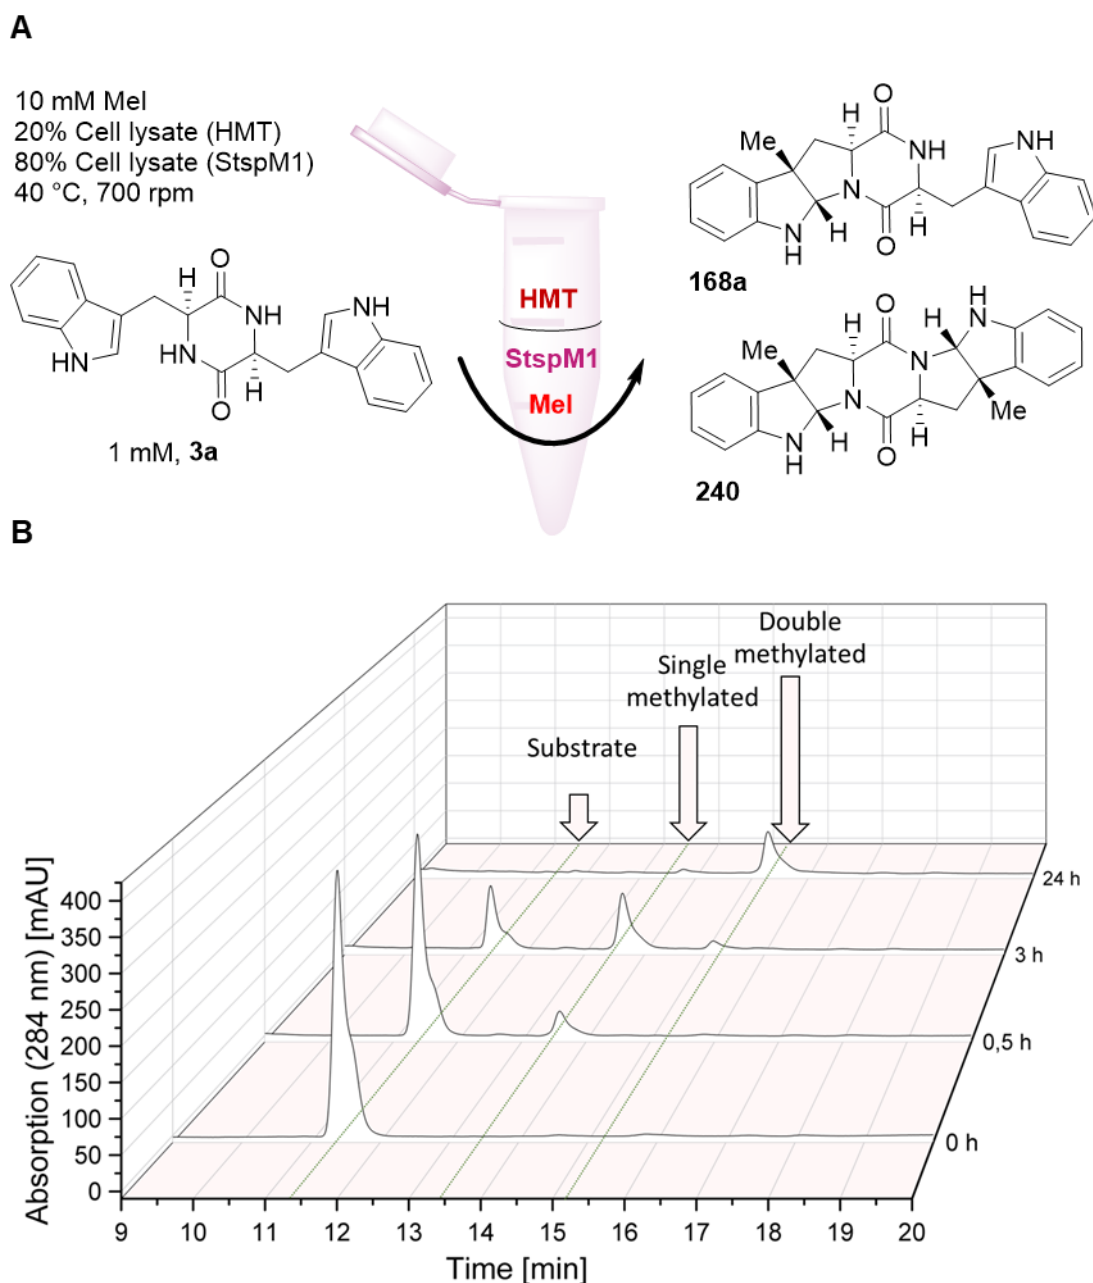 A
10 mM MeI
20% Cell lysate (HMT)
80% Cell lysate (StspM1)
40 °C, 700 rpm
H
O
NH
HN
HN
NH
O
H
1 mM, 3a
HMT
StspM1
MeI
Me
H
O
NH
N
N
H
H
O
H
NH
168a
Me
H
O
N
H
H
N
N
N
H
H
O
H
Me
240
B
Double
methylated
Single
methylated
Substrate
24 h
3 h
0,5 h
0 h
Absorption (284 nm) [mAU]
400
350
300
250
200
150
100
50
0
9 10 11 12 13 14 15 16 17 18 19 20
Time [min]